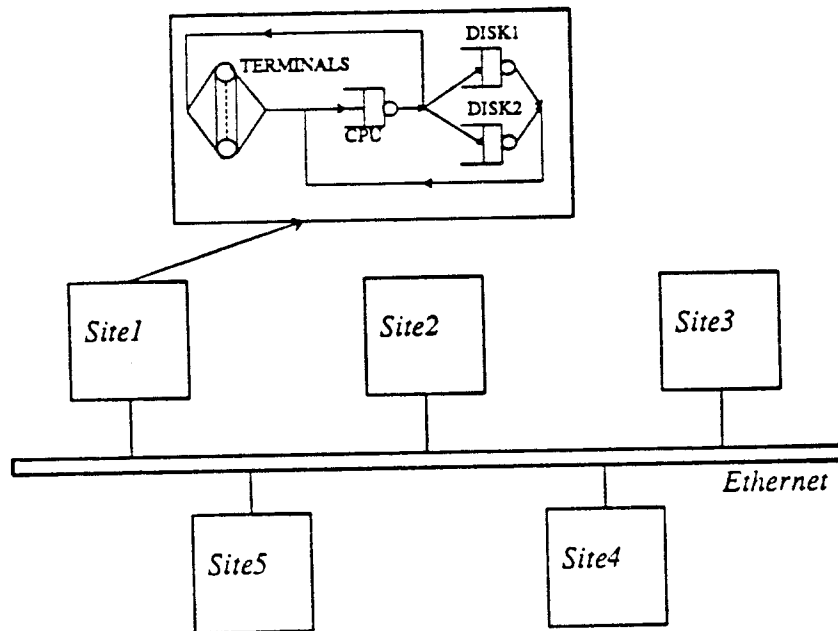 DISK1
TERMINALS
DISK2
CPU
Site1
Site2
Site3
Ethernet
Site5
Site4